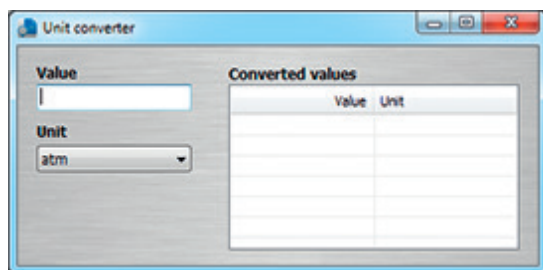 Unit converter
Value
Unit
atm
Converted values
Value Unit